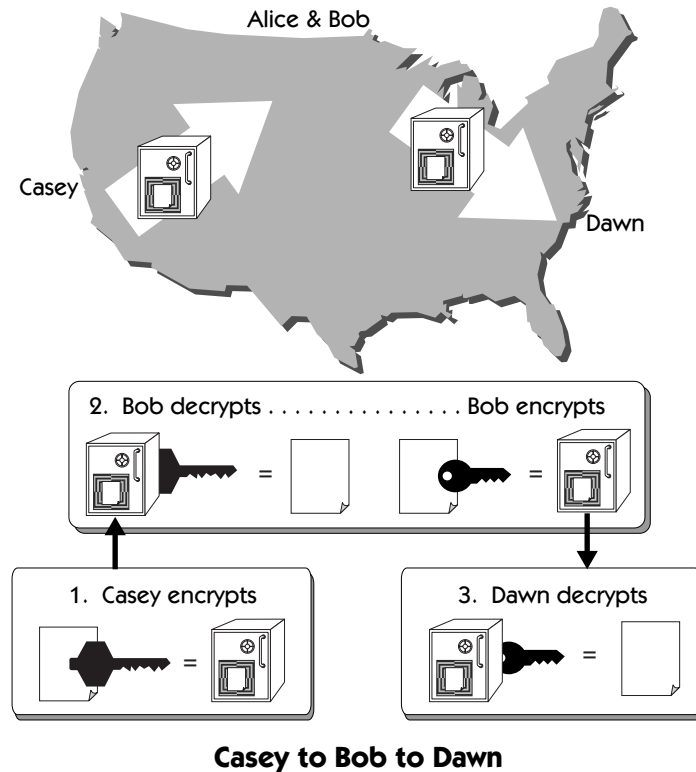 Alice & Bob
Casey
Dawn
2. Bob decrypts . . . . . . . . . . . . . . . Bob encrypts
=
=
1. Casey encrypts
=
3. Dawn decrypts
=
Casey to Bob to Dawn